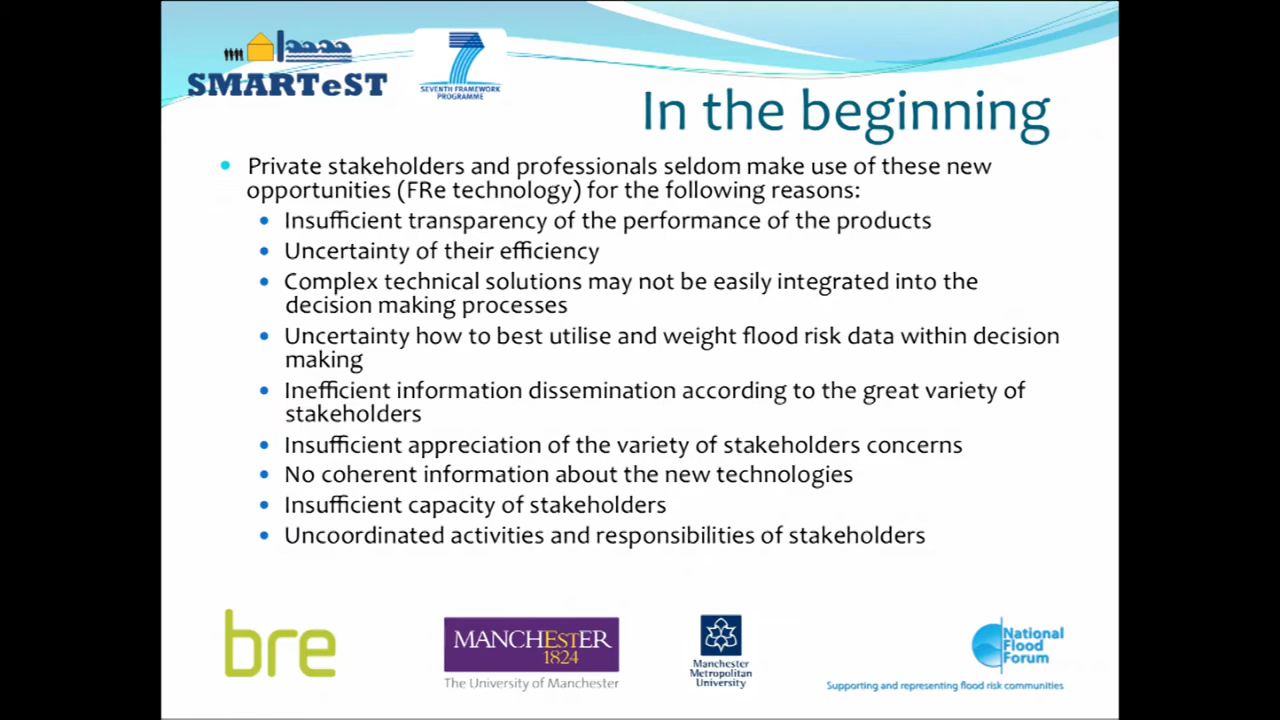 SMARTeST
7
SEVENTH FRAMEWORK
PROGRAMME
In the beginning
• Private stakeholders and professionals seldom make use of these new
opportunities (FRe technology) for the following reasons:
• Insufficient transparency of the performance of the products
• Uncertainty of their efficiency
• Complex technical solutions may not be easily integrated into the
decision making processes
• Uncertainty how to best utilise and weight flood risk data within decision
making
• Inefficient information dissemination according to the great variety of
stakeholders
• Insufficient appreciation of the variety of stakeholders concerns
• No coherent information about the new technologies
• Insufficient capacity of stakeholders
• Uncoordinated activities and responsibilities of stakeholders
bre
MANCHESTER
1824
The University of Manchester
Manchester
Metropolitan
University
National
Flood
Forum
Supporting and representing flood risk communities